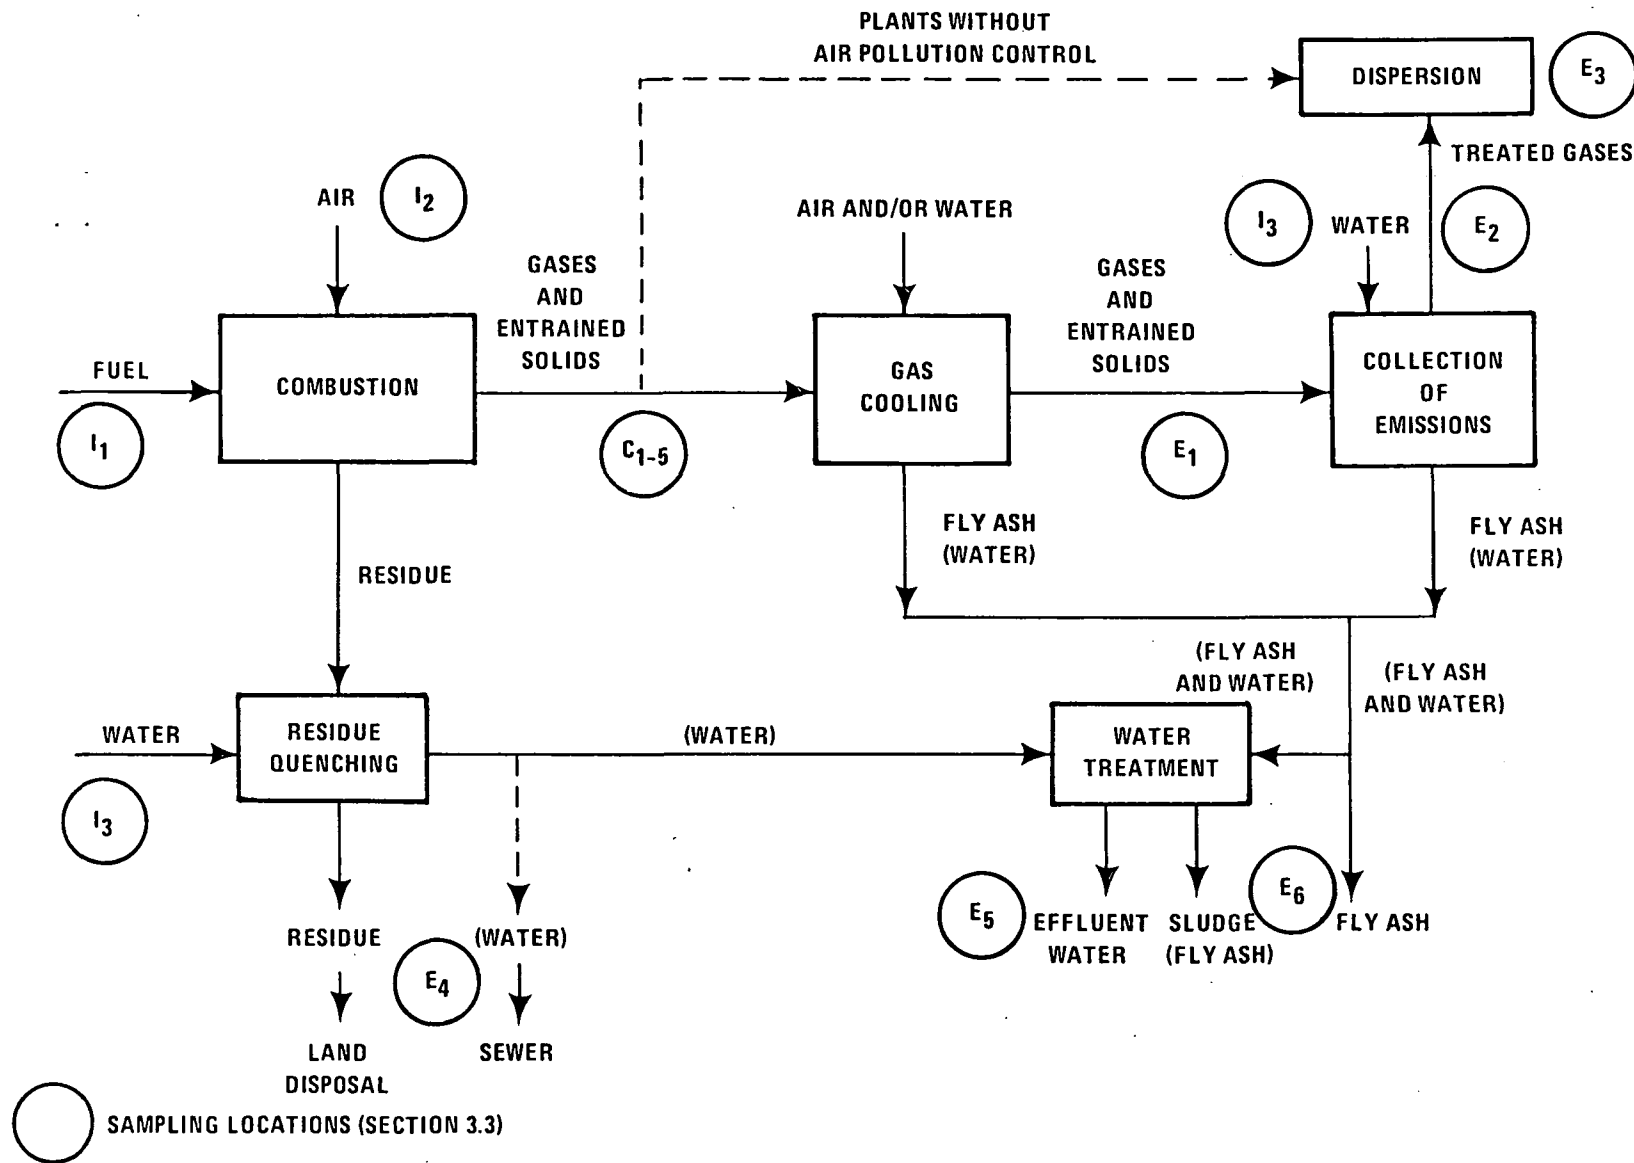 PLANTS WITHOUT
AIR POLLUTION CONTROL
DISPERSION
E3
TREATED GASES
AIR
I2
AIR AND/OR WATER
I3
WATER
E2
GASES
AND
ENTRAINED
SOLIDS
GASES
AND
ENTRAINED
SOLIDS
FUEL
I1
COMBUSTION
C1-5
GAS
COOLING
E1
COLLECTION
OF
EMISSIONS
FLY ASH
(WATER)
FLY ASH
(WATER)
RESIDUE
(FLY ASH
AND WATER)
(FLY ASH
AND WATER)
WATER
I3
RESIDUE
QUENCHING
(WATER)
WATER
TREATMENT
RESIDUE
(WATER)
E4
E5
EFFLUENT
WATER
SLUDGE
(FLY ASH)
E6
FLY ASH
LAND
DISPOSAL
SEWER
SAMPLING LOCATIONS (SECTION 3.3)